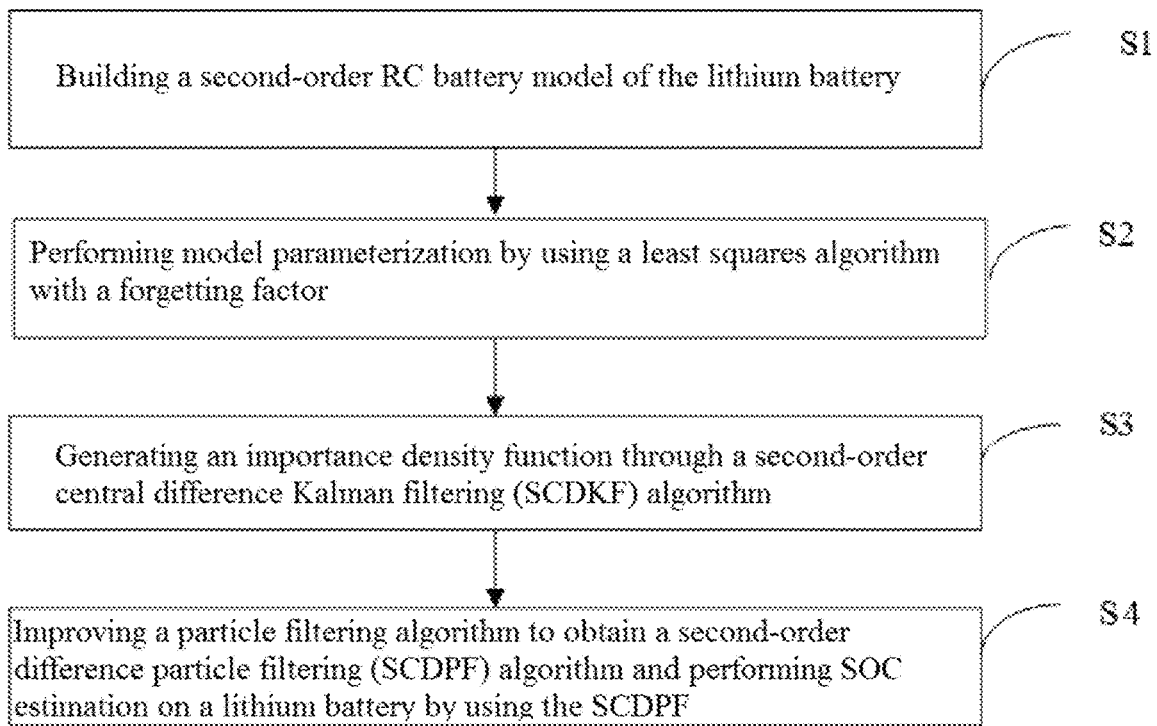 Building a second-order RC battery model of the lithium battery
S1
Performing model parameterization by using a least squares algorithm
with a forgetting factor
S2
Generating an importance density function through a second-order
central difference Kalman filtering (SCDKF) algorithm
S3
Improving a particle filtering algorithm to obtain a second-order
difference particle filtering (SCDPF) algorithm and performing SOC
estimation on a lithium battery by using the SCDPF
S4